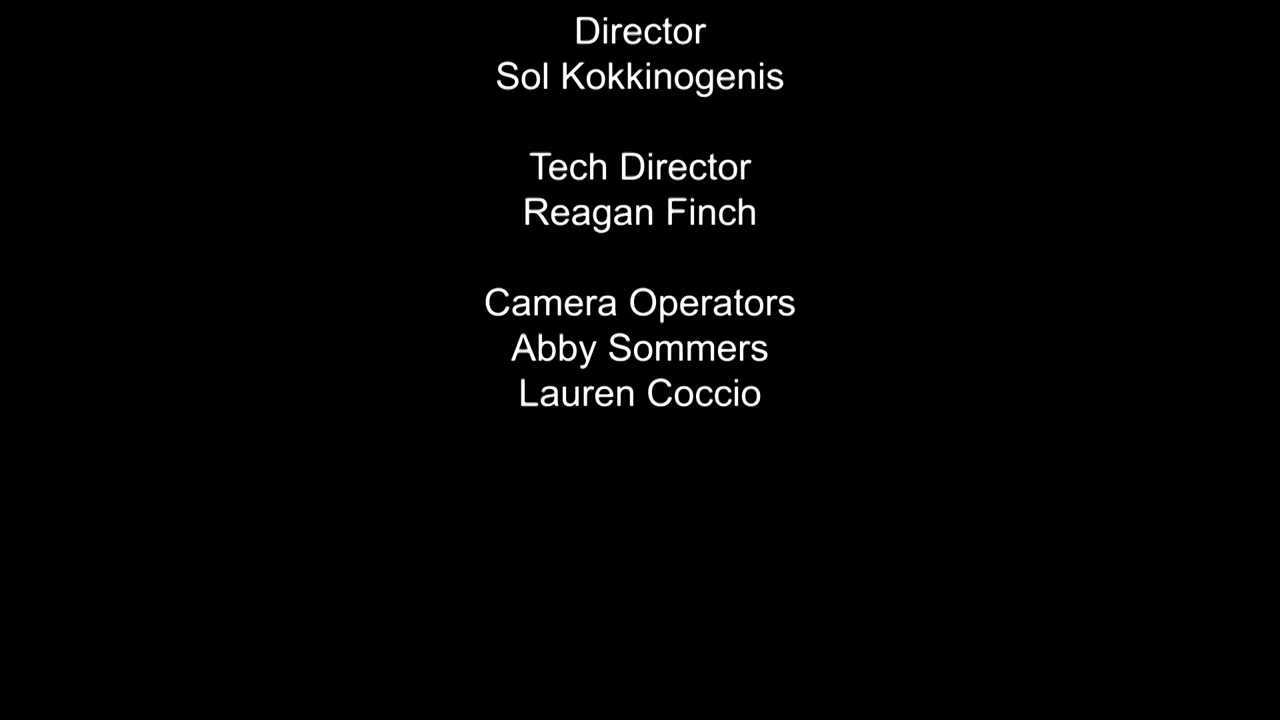 Director
Sol Kokkinogenis
Tech Director
Reagan Finch
Camera Operators
Abby Sommers
Lauren Coccio